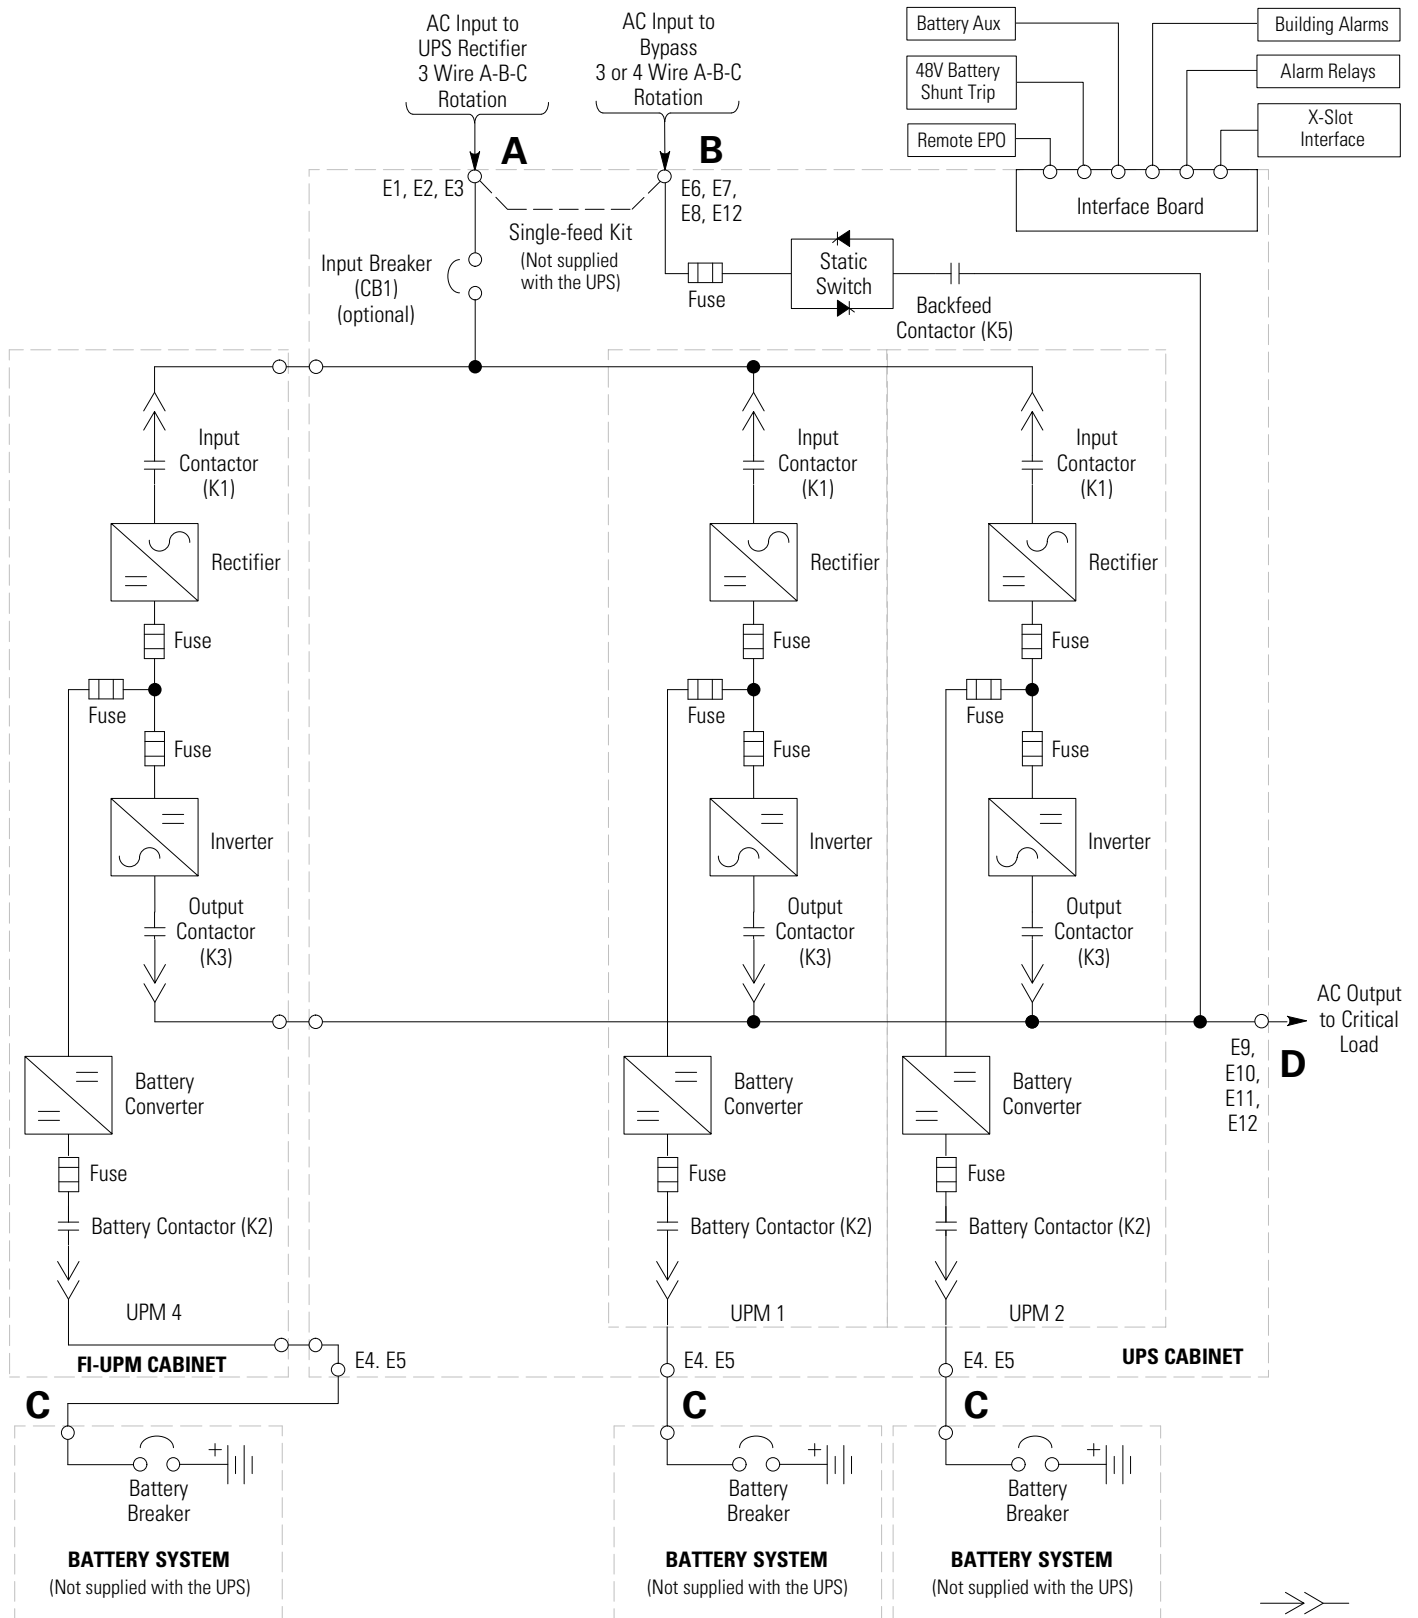 AC Input to
UPS Rectifier
3 Wire A-B-C
Rotation
AC Input to
Bypass
3 or 4 Wire A-B-C
Rotation
Battery Aux
48V Battery
Shunt Trip
Remote EPO
Building Alarms
Alarm Relays
X-Slot
Interface
Interface Board
A
B
E1, E2, E3
E6, E7,
E8, E12
Single-feed Kit
(Not supplied
with the UPS)
Input Breaker
(CB1)
(optional)
Fuse
Static
Switch
Backfeed
Contactor (K5)
Input
Contactor
(K1)
Input
Contactor
(K1)
Input
Contactor
(K1)
Rectifier
Rectifier
Rectifier
Fuse
Fuse
Fuse
Fuse
Fuse
Fuse
Fuse
Fuse
Fuse
Inverter
Inverter
Inverter
Output
Contactor
(K3)
Output
Contactor
(K3)
Output
Contactor
(K3)
AC Output
to Critical
Load
E9,
E10,
E11,
E12
D
Battery
Converter
Battery
Converter
Battery
Converter
Fuse
Fuse
Fuse
Battery Contactor (K2)
Battery Contactor (K2)
Battery Contactor (K2)
UPM 4
UPM 1
UPM 2
FI-UPM CABINET
E4. E5
E4. E5
E4. E5
UPS CABINET
C
C
C
+
+
+
Battery
Breaker
Battery
Breaker
Battery
Breaker
BATTERY SYSTEM
(Not supplied with the UPS)
BATTERY SYSTEM
(Not supplied with the UPS)
BATTERY SYSTEM
(Not supplied with the UPS)